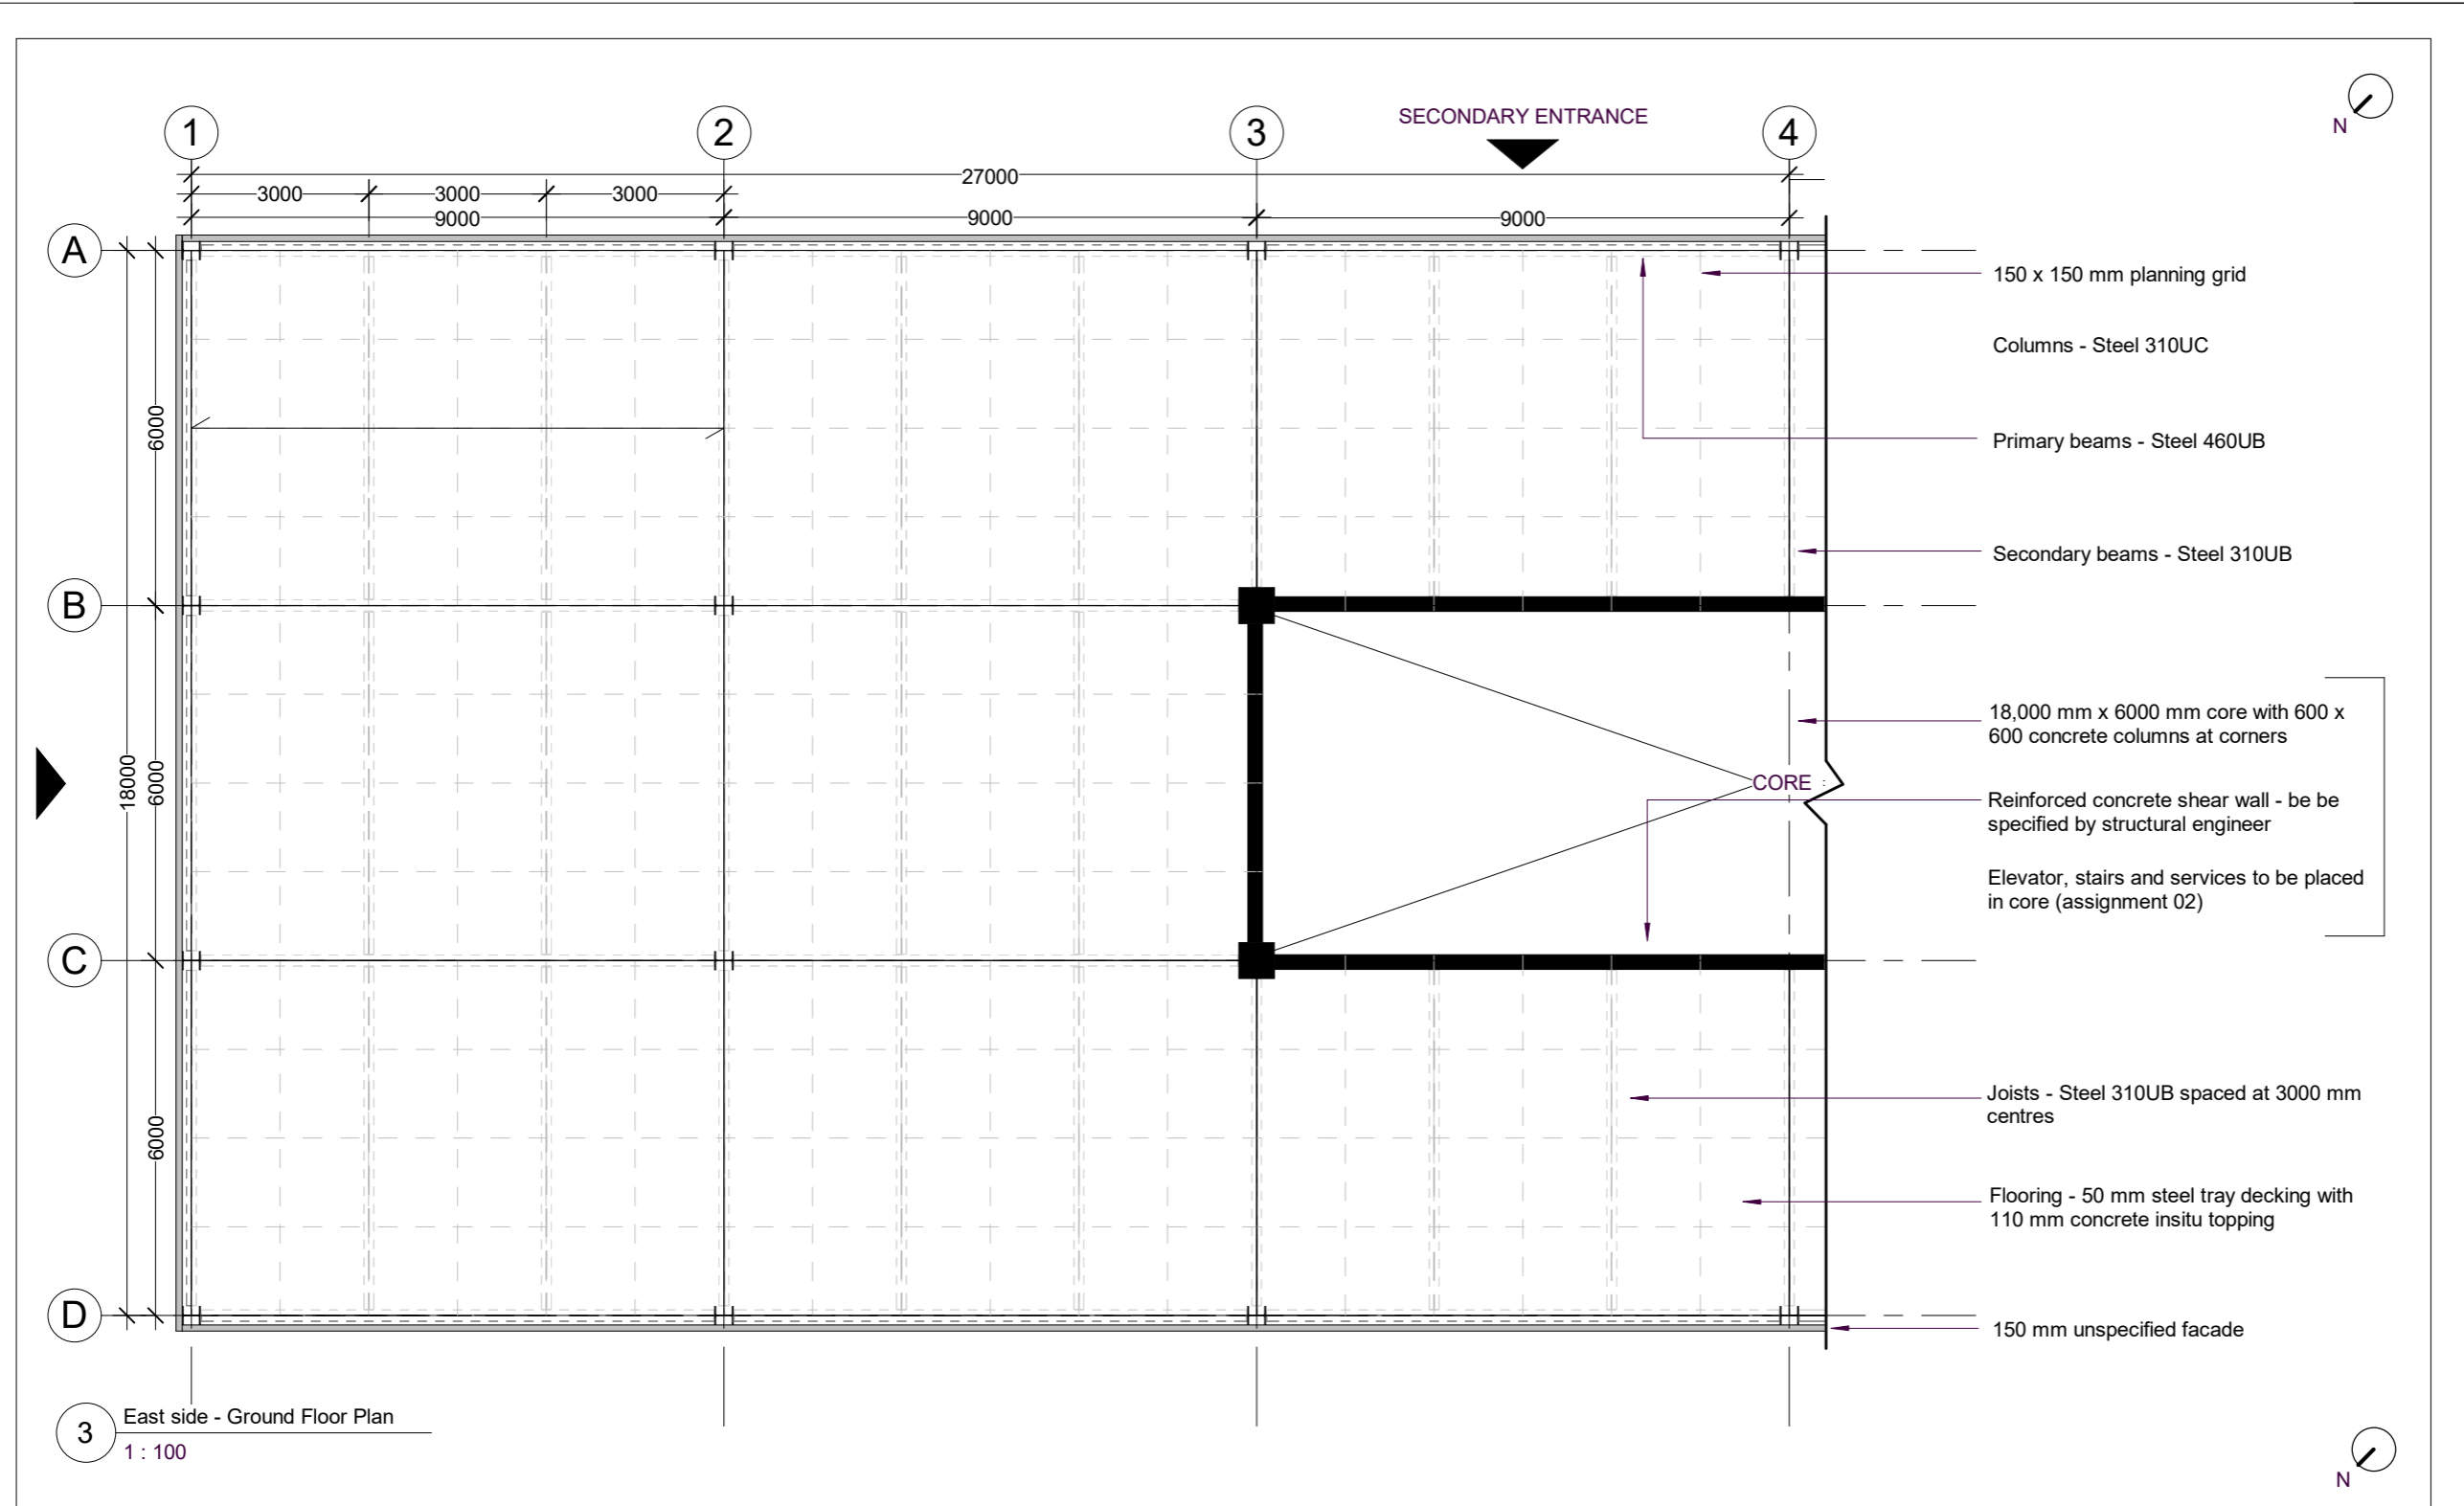 SECONDARY ENTRANCE
N
1
2
3
4
27000
3000
3000
3000
9000
9000
9000
A
B
C
D
6000
18000
6000
6000
150 x 150 mm planning grid
Columns - Steel 310UC
Primary beams - Steel 460UB
Secondary beams - Steel 310UB
18,000 mm x 6000 mm core with 600 x
600 concrete columns at corners
CORE
Reinforced concrete shear wall - be be
specified by structural engineer
Elevator, stairs and services to be placed
in core (assignment 02)
Joists - Steel 310UB spaced at 3000 mm
centres
Flooring - 50 mm steel tray decking with
110 mm concrete insitu topping
150 mm unspecified facade
3
East side - Ground Floor Plan
1 : 100
N